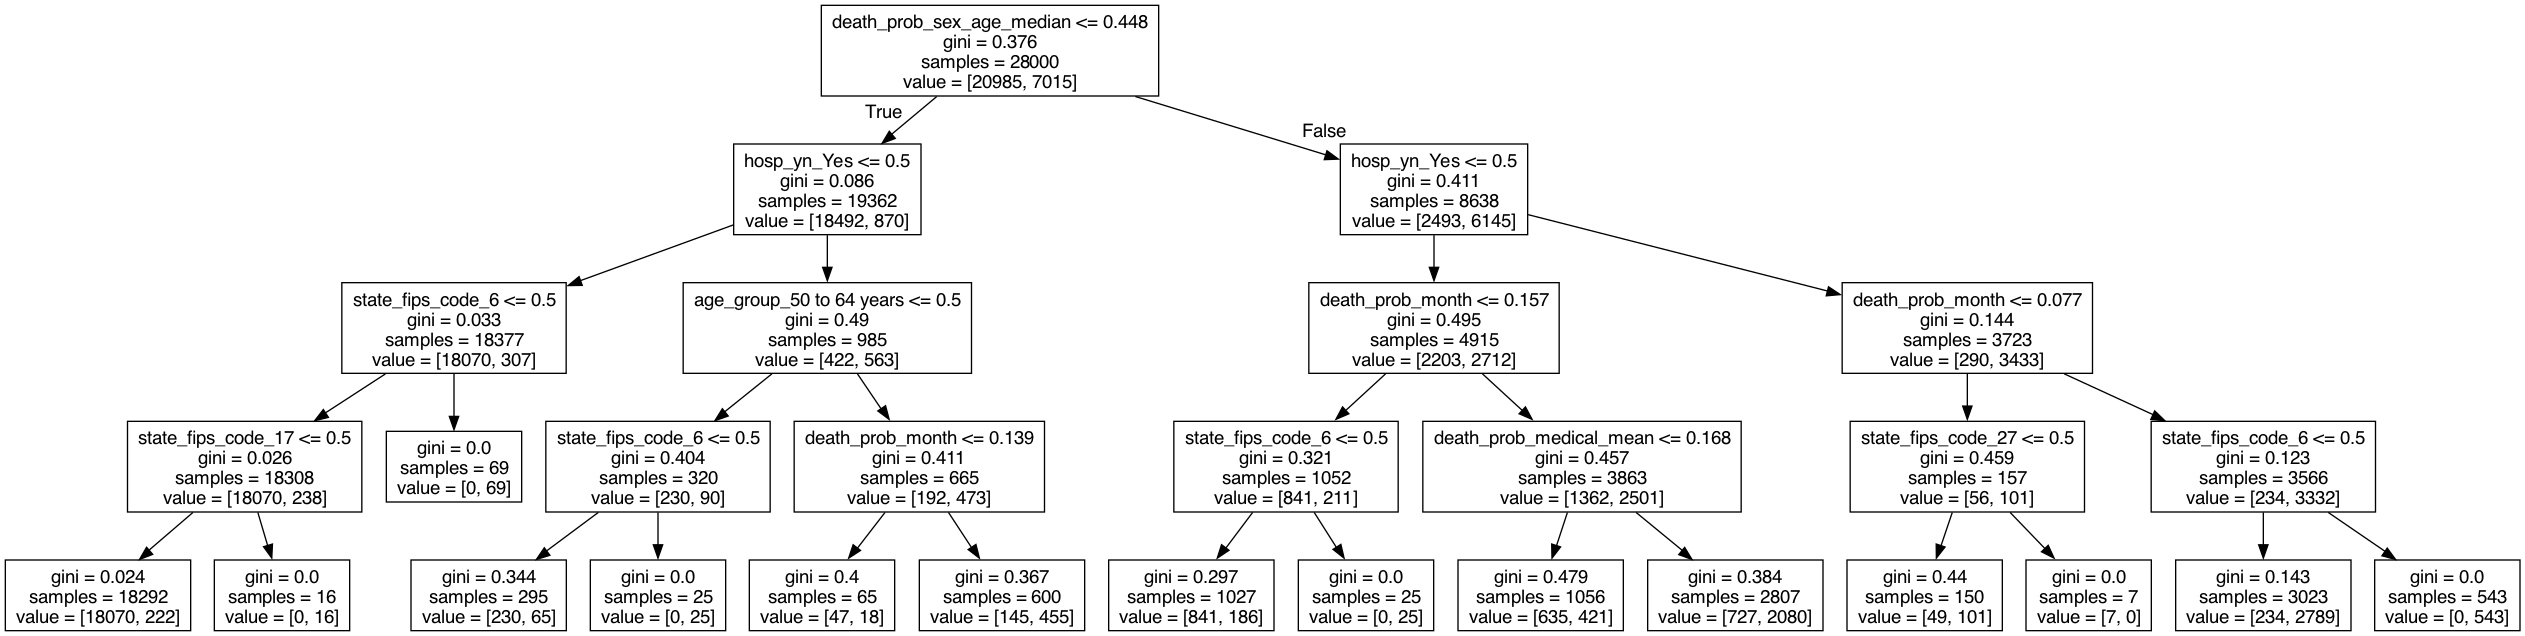 death_prob_sex_age_median <= 0.448
gini = 0.376
samples = 28000
value = [20985, 7015]
True
False
hosp_yn_Yes <= 0.5
gini = 0.086
samples = 19362
value = [18492, 870]
hosp_yn_Yes <= 0.5
gini = 0.411
samples = 8638
value = [2493, 6145]
state_fips_code_6 <= 0.5
gini = 0.033
samples = 18377
value = [18070, 307]
age_group_50 to 64 years <= 0.5
gini = 0.49
samples = 985
value = [422, 563]
death_prob_month <= 0.157
gini = 0.495
samples = 4915
value = [2203, 2712]
death_prob_month <= 0.077
gini = 0.144
samples = 3723
value = [290, 3433]
state_fips_code_17 <= 0.5
gini = 0.026
samples = 18308
value = [18070, 238]
gini = 0.0
samples = 69
value = [0, 69]
state_fips_code_6 <= 0.5
gini = 0.404
samples = 320
value = [230, 90]
death_prob_month <= 0.139
gini = 0.411
samples = 665
value = [192, 473]
state_fips_code_6 <= 0.5
gini = 0.321
samples = 1052
value = [841, 211]
death_prob_medical_mean <= 0.168
gini = 0.457
samples = 3863
value = [1362, 2501]
state_fips_code_27 <= 0.5
gini = 0.459
samples = 157
value = [56, 101]
state_fips_code_6 <= 0.5
gini = 0.123
samples = 3566
value = [234, 3332]
gini = 0.024
samples = 18292
value = [18070, 222]
gini = 0.0
samples = 16
value = [0, 16]
gini = 0.344
samples = 295
value = [230, 65]
gini = 0.0
samples = 25
value = [0, 25]
gini = 0.4
samples = 65
value = [47, 18]
gini = 0.367
samples = 600
value = [145, 455]
gini = 0.297
samples = 1027
value = [841, 186]
gini = 0.0
samples = 25
value = [0, 25]
gini = 0.479
samples = 1056
value = [635, 421]
gini = 0.384
samples = 2807
value = [727, 2080]
gini = 0.44
samples = 150
value = [49, 101]
gini = 0.0
samples = 7
value = [7, 0]
gini = 0.143
samples = 3023
value = [234, 2789]
gini = 0.0
samples = 543
value = [0, 543]